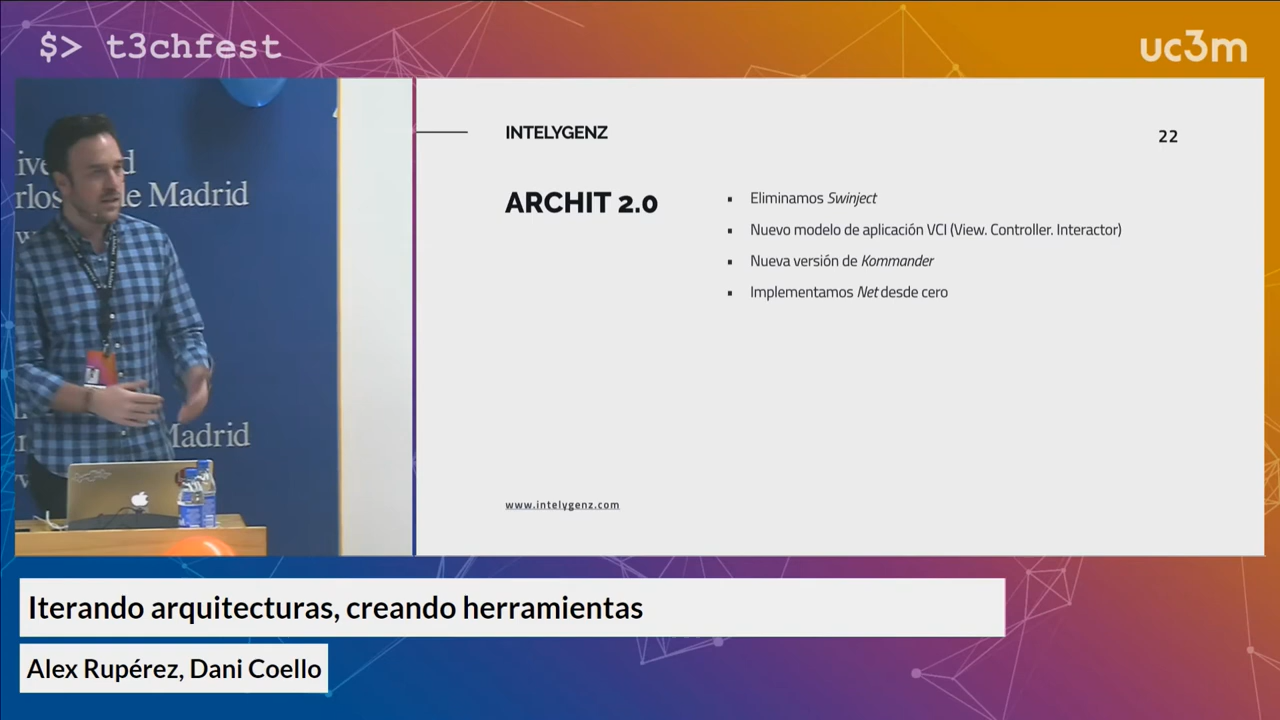 $> t3chfest
uc3m
de Madrid
Madrid
INTELYGENZ
22
ARCHIT 2.0
▪ Eliminamos Swinject
▪ Nuevo modelo de aplicación VCI (View. Controller. Interactor)
▪ Nueva versión de Kommander
▪ Implementamos Net desde cero
www.intelygenz.com
Iterando arquitecturas, creando herramientas
Alex Rupérez, Dani Coello